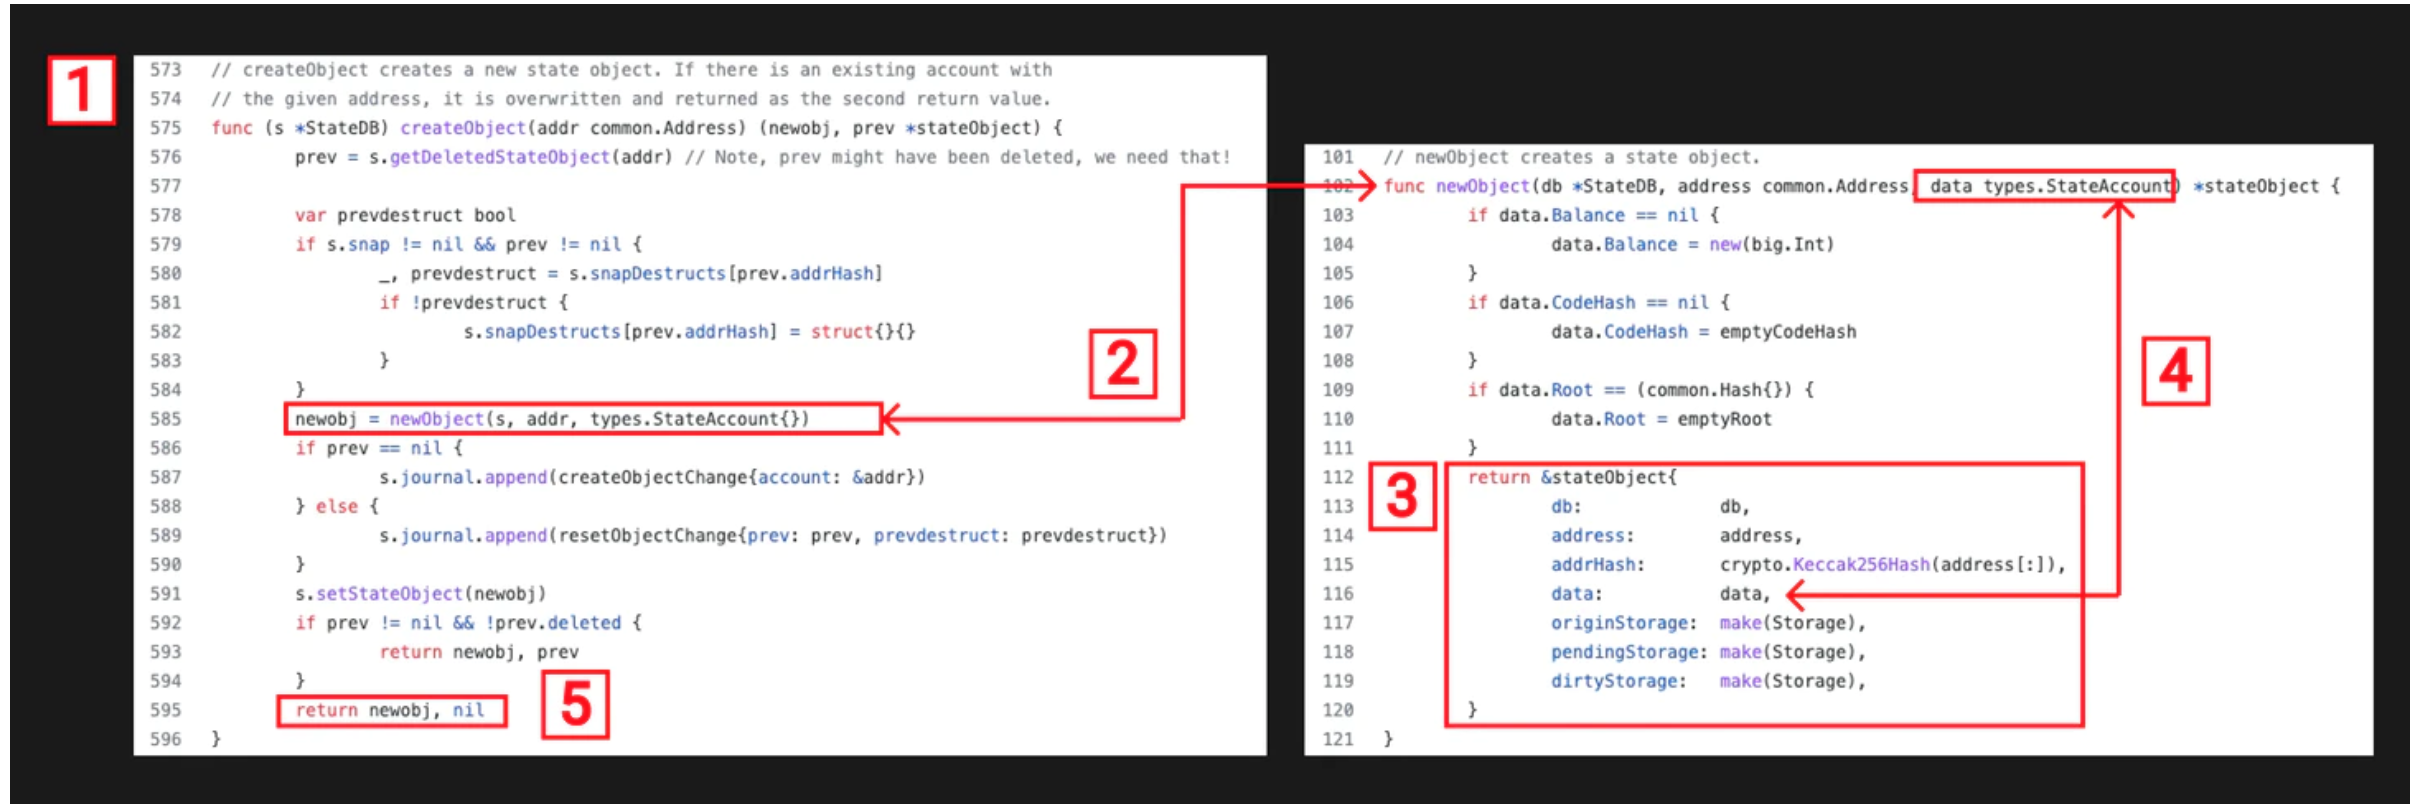 1
573 // createObject creates a new state object. If there is an existing account with
574 // the given address, it is overwritten and returned as the second return value.
575 func (s *StateDB) createObject(addr common.Address) (newobj, prev *stateObject) {
576 prev = s.getDeletedStateObject(addr) // Note, prev might have been deleted, we need that!
577
578 var prevdestruct bool
579 if s.snap != nil && prev != nil {
580 _, prevdestruct = s.snapDestructs[prev.addrHash]
581 if !prevdestruct {
582 s.snapDestructs[prev.addrHash] = struct{}{}
583 }
584 }
585 newobj = newObject(s, addr, types.StateAccount{})
586 if prev == nil {
587 s.journal.append(createObjectChange{account: &addr})
588 } else {
589 s.journal.append(resetObjectChange{prev: prev, prevdestruct: prevdestruct})
590 }
591 s.setStateObject(newobj)
592 if prev != nil && !prev.deleted {
593 return newobj, prev
594 }
595 return newobj, nil
596 }
2
5
101 // newObject creates a state object.
102 func newObject(db *StateDB, address common.Address, data types.StateAccount) *stateObject {
103 if data.Balance == nil {
104 data.Balance = new(big.Int)
105 }
106 if data.CodeHash == nil {
107 data.CodeHash = emptyCodeHash
108 }
109 if data.Root == (common.Hash{}) {
110 data.Root = emptyRoot
111 }
112 return &stateObject{
113 db: db,
114 address: address,
115 addrHash: crypto.Keccak256Hash(address[:]),
116 data: data,
117 originStorage: make(Storage),
118 pendingStorage: make(Storage),
119 dirtyStorage: make(Storage),
120 }
121 }
3
4